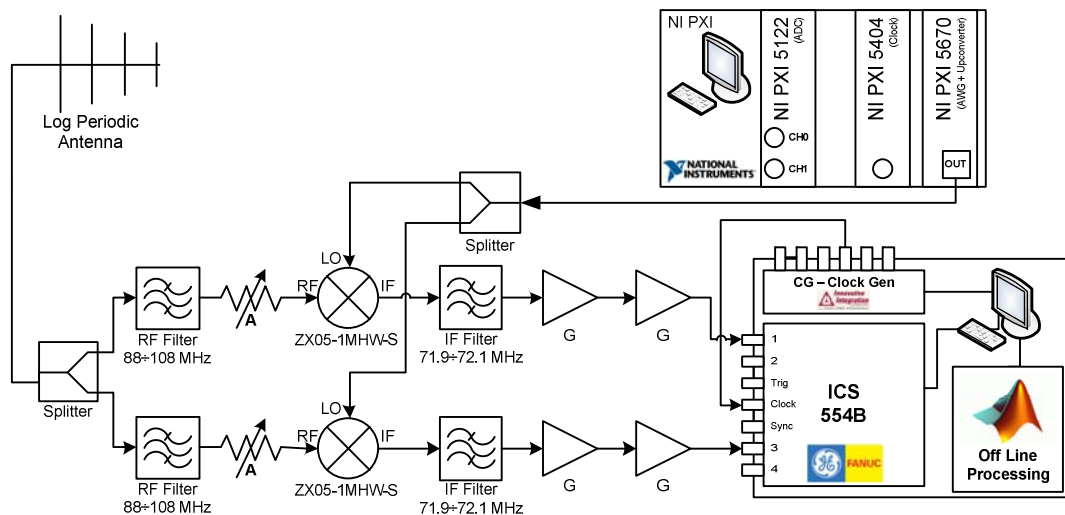 Log Periodic
Antenna
NI PXI
NATIONAL
INSTRUMENTS™
NI PXI 5122
(ADC)
CH0
CH1
NI PXI 5404
(Clock)
NI PXI 5670
(AWG + Upconverter)
OUT
Splitter
Splitter
RF Filter
88÷108 MHz
A
LO
RF
IF
ZX05-1MHW-S
IF Filter
71.9÷72.1 MHz
G
G
RF Filter
88÷108 MHz
A
LO
RF
IF
ZX05-1MHW-S
IF Filter
71.9÷72.1 MHz
G
G
CG – Clock Gen
Innovative
Integration
1
2
Trig
Clock
Sync
3
4
ICS
554B
GE
FANUC
Off Line
Processing